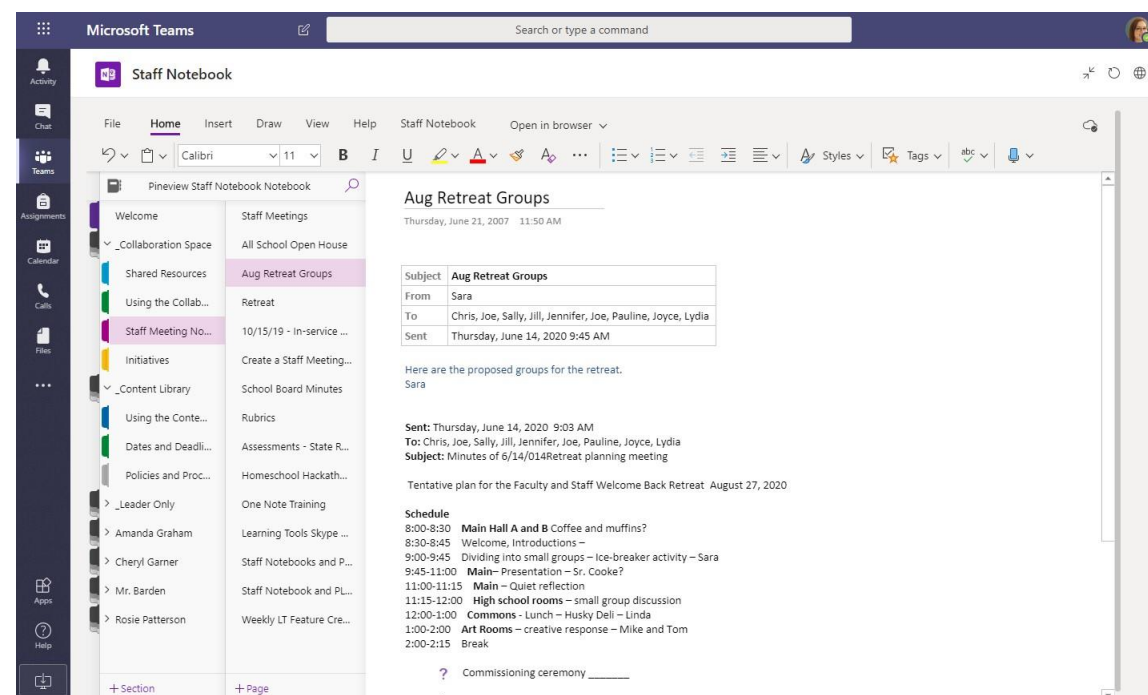 Microsoft Teams
Search or type a command
Activity
Chat
Teams
Assignments
Calendar
Calls
Files
Apps
Help
Staff Notebook
File Home Insert Draw View Help Staff Notebook Open in browser
Calibri 11 B I U A A Styles Tags abc
Pineview Staff Notebook Notebook
Welcome
_Collaboration Space
Shared Resources
Using the Collab...
Staff Meeting No...
Initiatives
_Content Library
Using the Conte...
Dates and Deadli...
Policies and Proc...
_Leader Only
Amanda Graham
Cheryl Garner
Mr. Barden
Rosie Patterson
+ Section
Staff Meetings
All School Open House
Aug Retreat Groups
Retreat
10/15/19 - In-service ...
Create a Staff Meeting...
School Board Minutes
Rubrics
Assessments - State R...
Homeschool Hackath...
One Note Training
Learning Tools Skype ...
Staff Notebooks and P...
Staff Notebook and PL...
Weekly LT Feature Cre...
+ Page
Aug Retreat Groups
Thursday, June 21, 2007 11:50 AM
Subject Aug Retreat Groups
From Sara
To Chris, Joe, Sally, Jill, Jennifer, Joe, Pauline, Joyce, Lydia
Sent Thursday, June 14, 2020 9:45 AM
Here are the proposed groups for the retreat.
Sara
Sent: Thursday, June 14, 2020 9:03 AM
To: Chris, Joe, Sally, Jill, Jennifer, Joe, Pauline, Joyce, Lydia
Subject: Minutes of 6/14/014Retreat planning meeting
Tentative plan for the Faculty and Staff Welcome Back Retreat August 27, 2020
Schedule
8:00-8:30 Main Hall A and B Coffee and muffins?
8:30-8:45 Welcome, Introductions –
9:00-9:45 Dividing into small groups – Ice-breaker activity – Sara
9:45-11:00 Main– Presentation – Sr. Cooke?
11:00-11:15 Main – Quiet reflection
11:15-12:00 High school rooms – small group discussion
12:00-1:00 Commons - Lunch – Husky Deli – Linda
1:00-2:00 Art Rooms – creative response – Mike and Tom
2:00-2:15 Break
? Commissioning ceremony _______